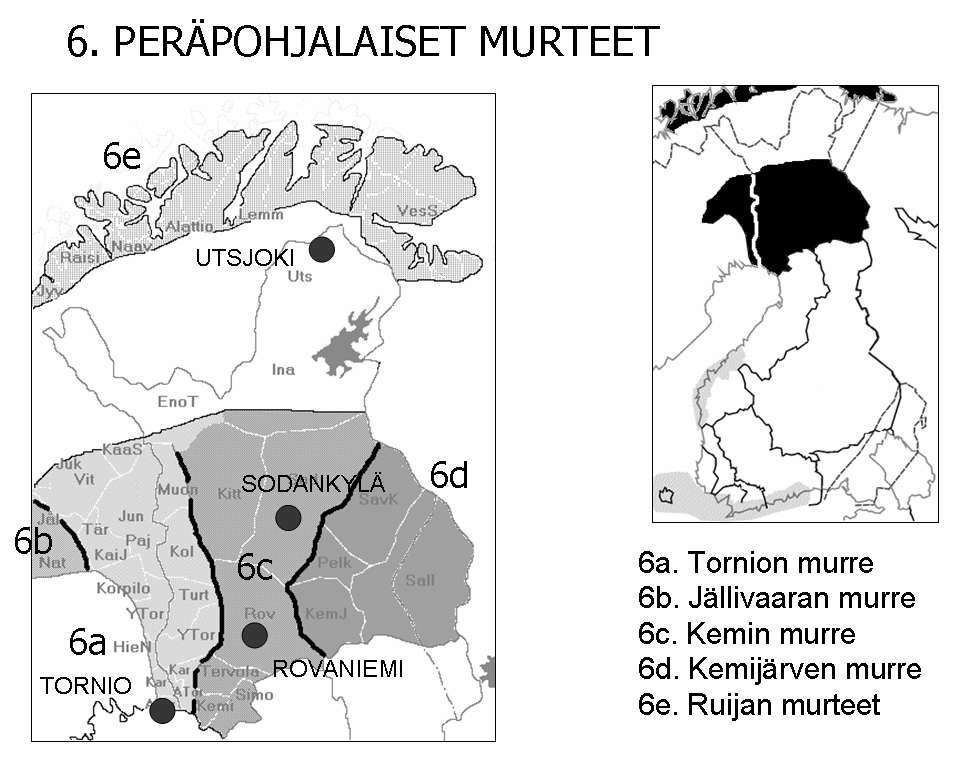 6. PERÄPOHJALAISET MURTEET
6e
VesS
Lemm
Alattio
Naav
Raisi
UTSJOKI
Uts
Jyv
Ina
EnoT
KaaS
Juk
Vit
6d
Muon
Kitt
SODANKYLÄ
SavK
Jäl
Jun
Tär
6b
Paj
KaiJ
Kol
Nat
6c
Pelk
Sall
Korpilo
Turt
YTor
Rov
KemJ
6a
YTor
HieN
ROVANIEMI
Kar
Tervola
TORNIO
Kar
ATor
Simo
Kemi
6a. Tornion murre
6b. Jällivaaran murre
6c. Kemin murre
6d. Kemijärven murre
6e. Ruijan murteet